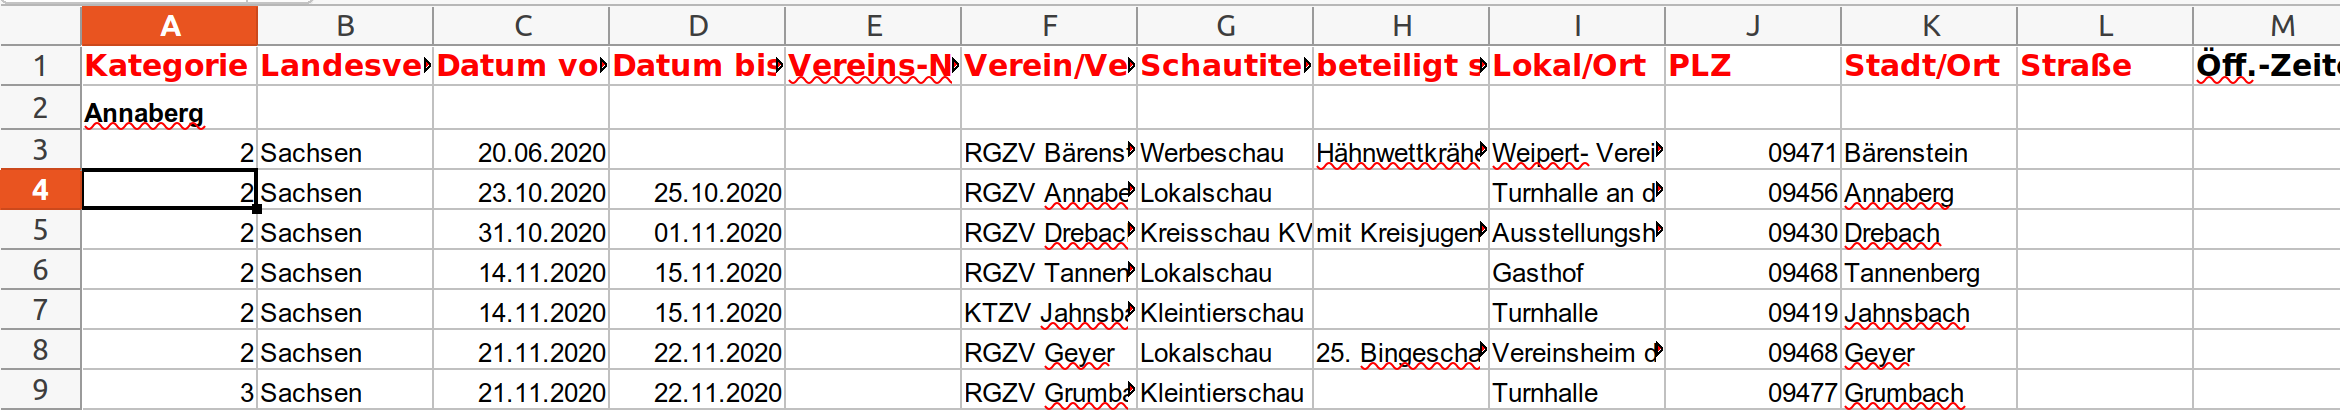 A B C D E F G H I J K L M
1 Kategorie Landesve Datum vo Datum bis Vereins-N Verein/Ve Schautite beteiligt s Lokal/Ort PLZ Stadt/Ort Straße Öff.-Zeit
2 Annaberg
3 2 Sachsen 20.06.2020 RGZV Bärens Werbeschau Hähnwettkrähe Weipert- Verei 09471 Bärenstein
4 2 Sachsen 23.10.2020 25.10.2020 RGZV Annabe Lokalschau Turnhalle an d 09456 Annaberg
5 2 Sachsen 31.10.2020 01.11.2020 RGZV Drebac Kreisschau KV mit Kreisjugen Ausstellungsh 09430 Drebach
6 2 Sachsen 14.11.2020 15.11.2020 RGZV Tannen Lokalschau Gasthof 09468 Tannenberg
7 2 Sachsen 14.11.2020 15.11.2020 KTZV Jahnsb Kleintierschau Turnhalle 09419 Jahnsbach
8 2 Sachsen 21.11.2020 22.11.2020 RGZV Geyer Lokalschau 25. Bingescha Vereinsheim d 09468 Geyer
9 3 Sachsen 21.11.2020 22.11.2020 RGZV Grumba Kleintierschau Turnhalle 09477 Grumbach